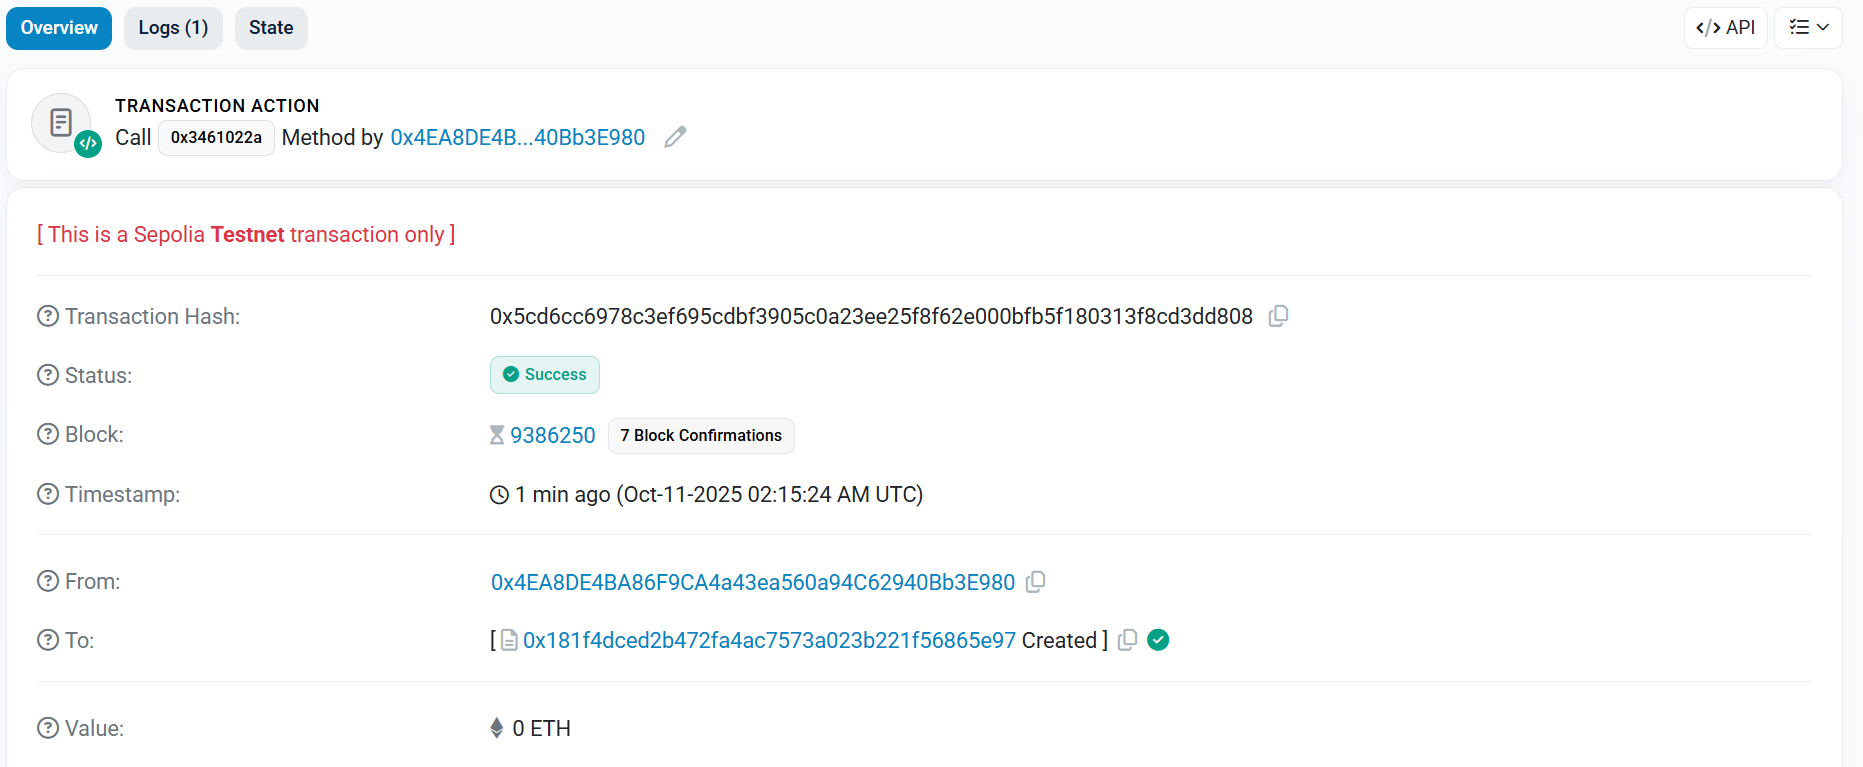 Overview Logs (1) State API
TRANSACTION ACTION
Call 0x3461022a Method by 0x4EA8DE4B...40Bb3E980
[ This is a Sepolia Testnet transaction only ]
Transaction Hash: 0x5cd6cc6978c3ef695cdbf3905c0a23ee25f8f62e000bfb5f180313f8cd3dd808
Status: Success
Block: 9386250 7 Block Confirmations
Timestamp: 1 min ago (Oct-11-2025 02:15:24 AM UTC)
From: 0x4EA8DE4BA86F9CA4a43ea560a94C62940Bb3E980
To: [ 0x181f4dced2b472fa4ac7573a023b221f56865e97 Created ]
Value: 0 ETH